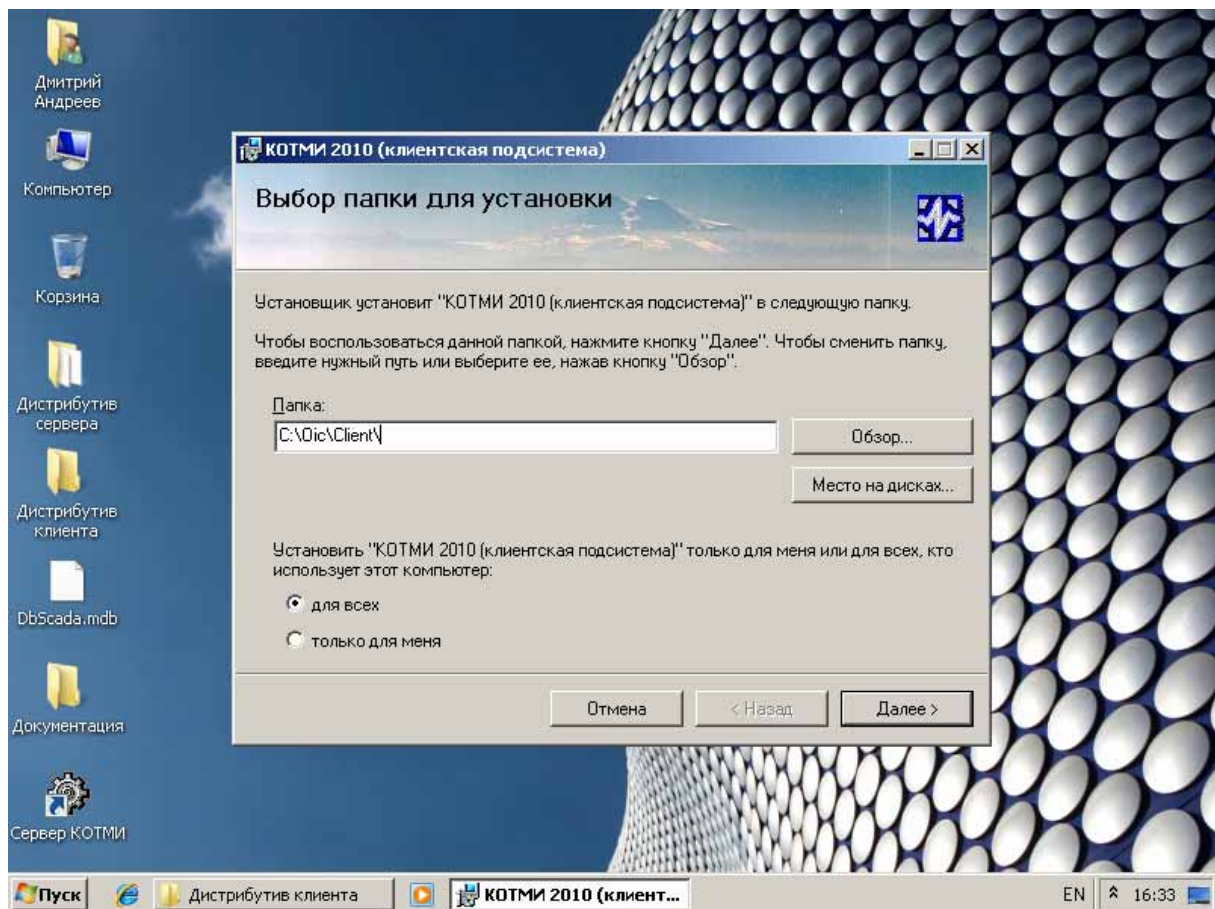 Дмитрий
Андреев
Компьютер
Корзина
Дистрибутив
сервера
Дистрибутив
клиента
DbScada.mdb
Документация
Сервер КОТМИ
КОТМИ 2010 (клиентская подсистема)
Выбор папки для установки
Установщик установит "КОТМИ 2010 (клиентская подсистема)" в следующую папку.
Чтобы воспользоваться данной папкой, нажмите кнопку "Далее". Чтобы сменить папку,
введите нужный путь или выберите ее, нажав кнопку "Обзор".
Папка:
C:\Oic\Client\
Обзор...
Место на дисках...
Установить "КОТМИ 2010 (клиентская подсистема)" только для меня или для всех, кто
использует этот компьютер:
для всех
только для меня
Отмена
< Назад
Далее >
Пуск
Дистрибутив клиента
КОТМИ 2010 (клиент...
EN
16:33